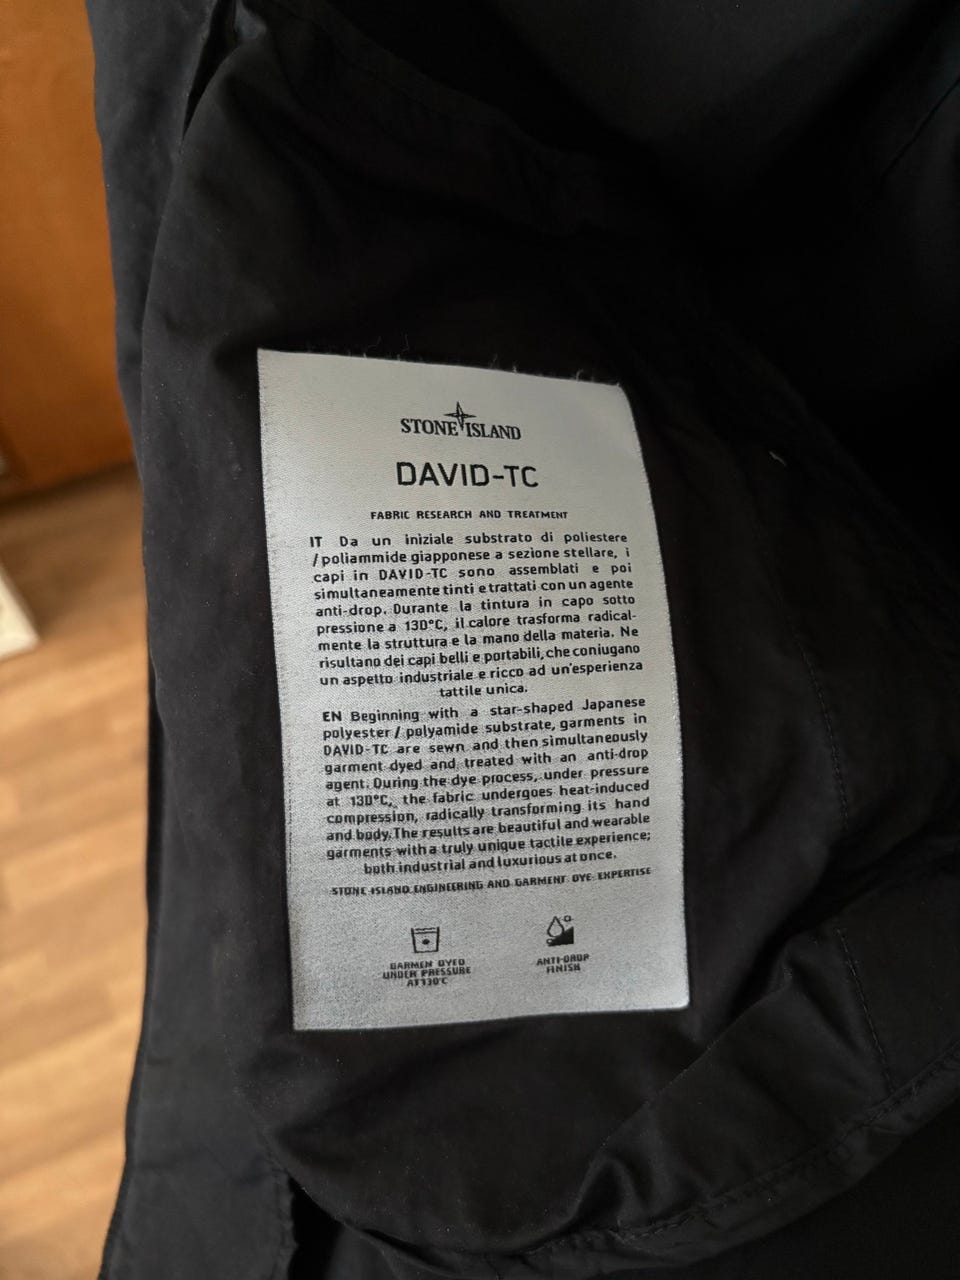 STONE ISLAND
DAVID-TC
FABRIC RESEARCH AND TREATMENT
IT Da un iniziale substrato di poliestere
/ poliammide giapponese a sezione stellare, i
capi in DAVID-TC sono assemblati e poi
simultaneamente tinti e trattati con un agente
anti-drop. Durante la tintura in capo sotto
pressione a 130°C, il calore trasforma radical-
mente la struttura e la mano della materia. Ne
risultano dei capi belli e portabili, che coniugano
un aspetto industriale e ricco ad un'esperienza
tattile unica.
EN Beginning with a star-shaped Japanese
polyester / polyamide substrate, garments in
DAVID-TC are sewn and then simultaneously
garment dyed and treated with an anti-drop
agent. During the dye process, under pressure
at 130°C, the fabric undergoes heat-induced
compression, radically transforming its hand
and body. The results are beautiful and wearable
garments with a truly unique tactile experience;
both industrial and luxurious at once.
STONE ISLAND ENGINEERING AND GARMENT DYE EXPERTISE
GARMEN DYED
UNDER PRESSURE
AT 130°C
ANTI-DROP
FINISH